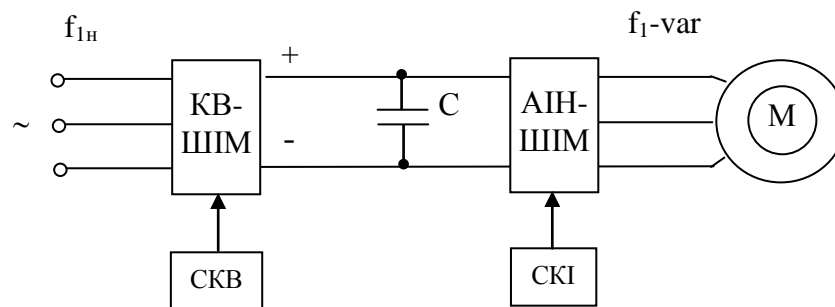 f1н
f1-var
+
КВ-
ШІМ
C
АІН-
ШІМ
М
~
-
СКВ
СКІ